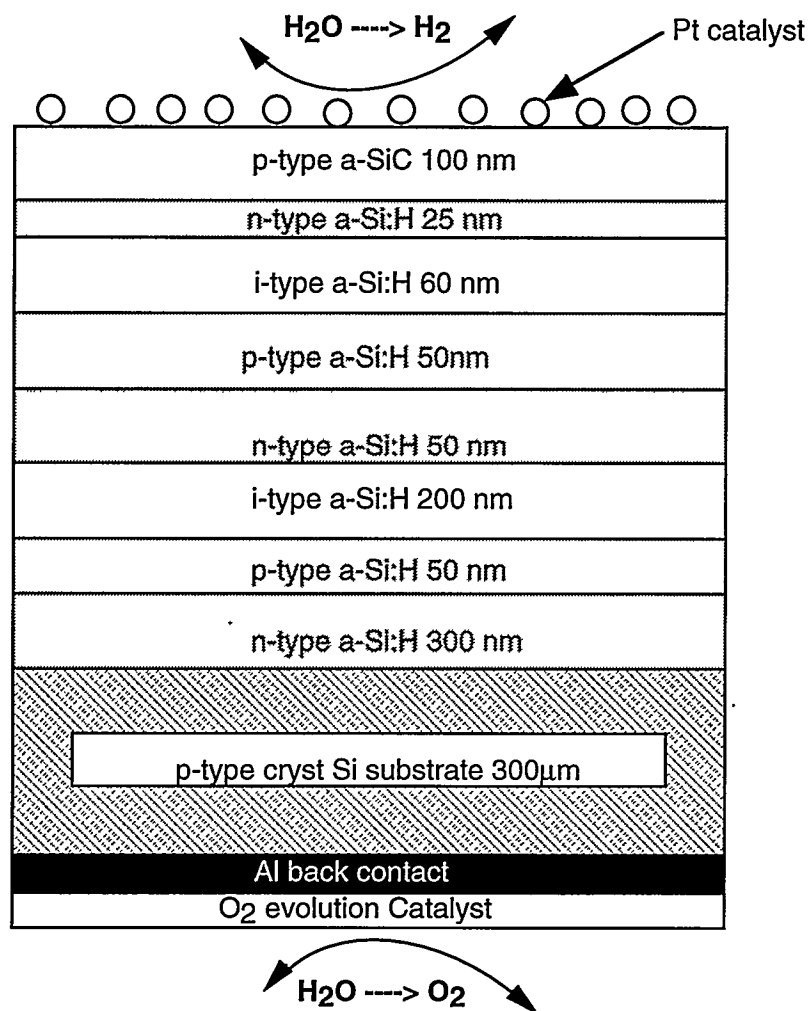 H2O ----> H2
Pt catalyst
p-type a-SiC 100 nm
n-type a-Si:H 25 nm
i-type a-Si:H 60 nm
p-type a-Si:H 50nm
n-type a-Si:H 50 nm
i-type a-Si:H 200 nm
p-type a-Si:H 50 nm
n-type a-Si:H 300 nm
p-type cryst Si substrate 300μm
Al back contact
O2 evolution Catalyst
H2O ----> O2